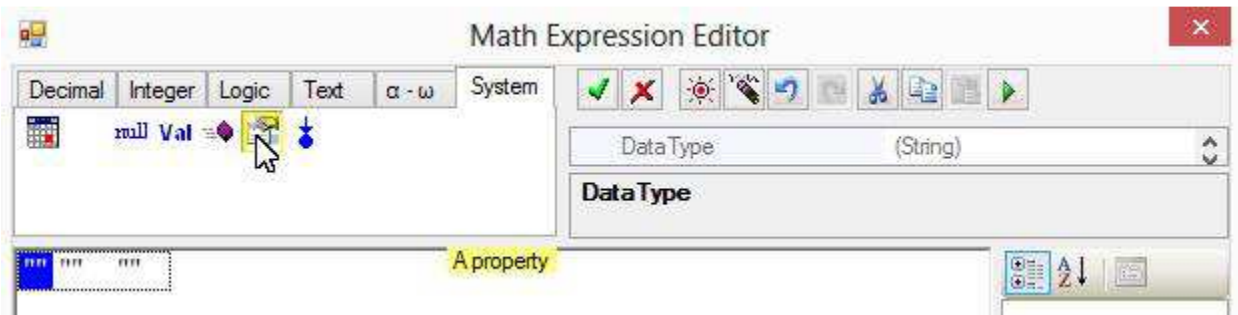 Math Expression Editor
Decimal Integer Logic Text α - ω System
null Val
DataType (String)
DataType
"" "" ""
A property
A
Z